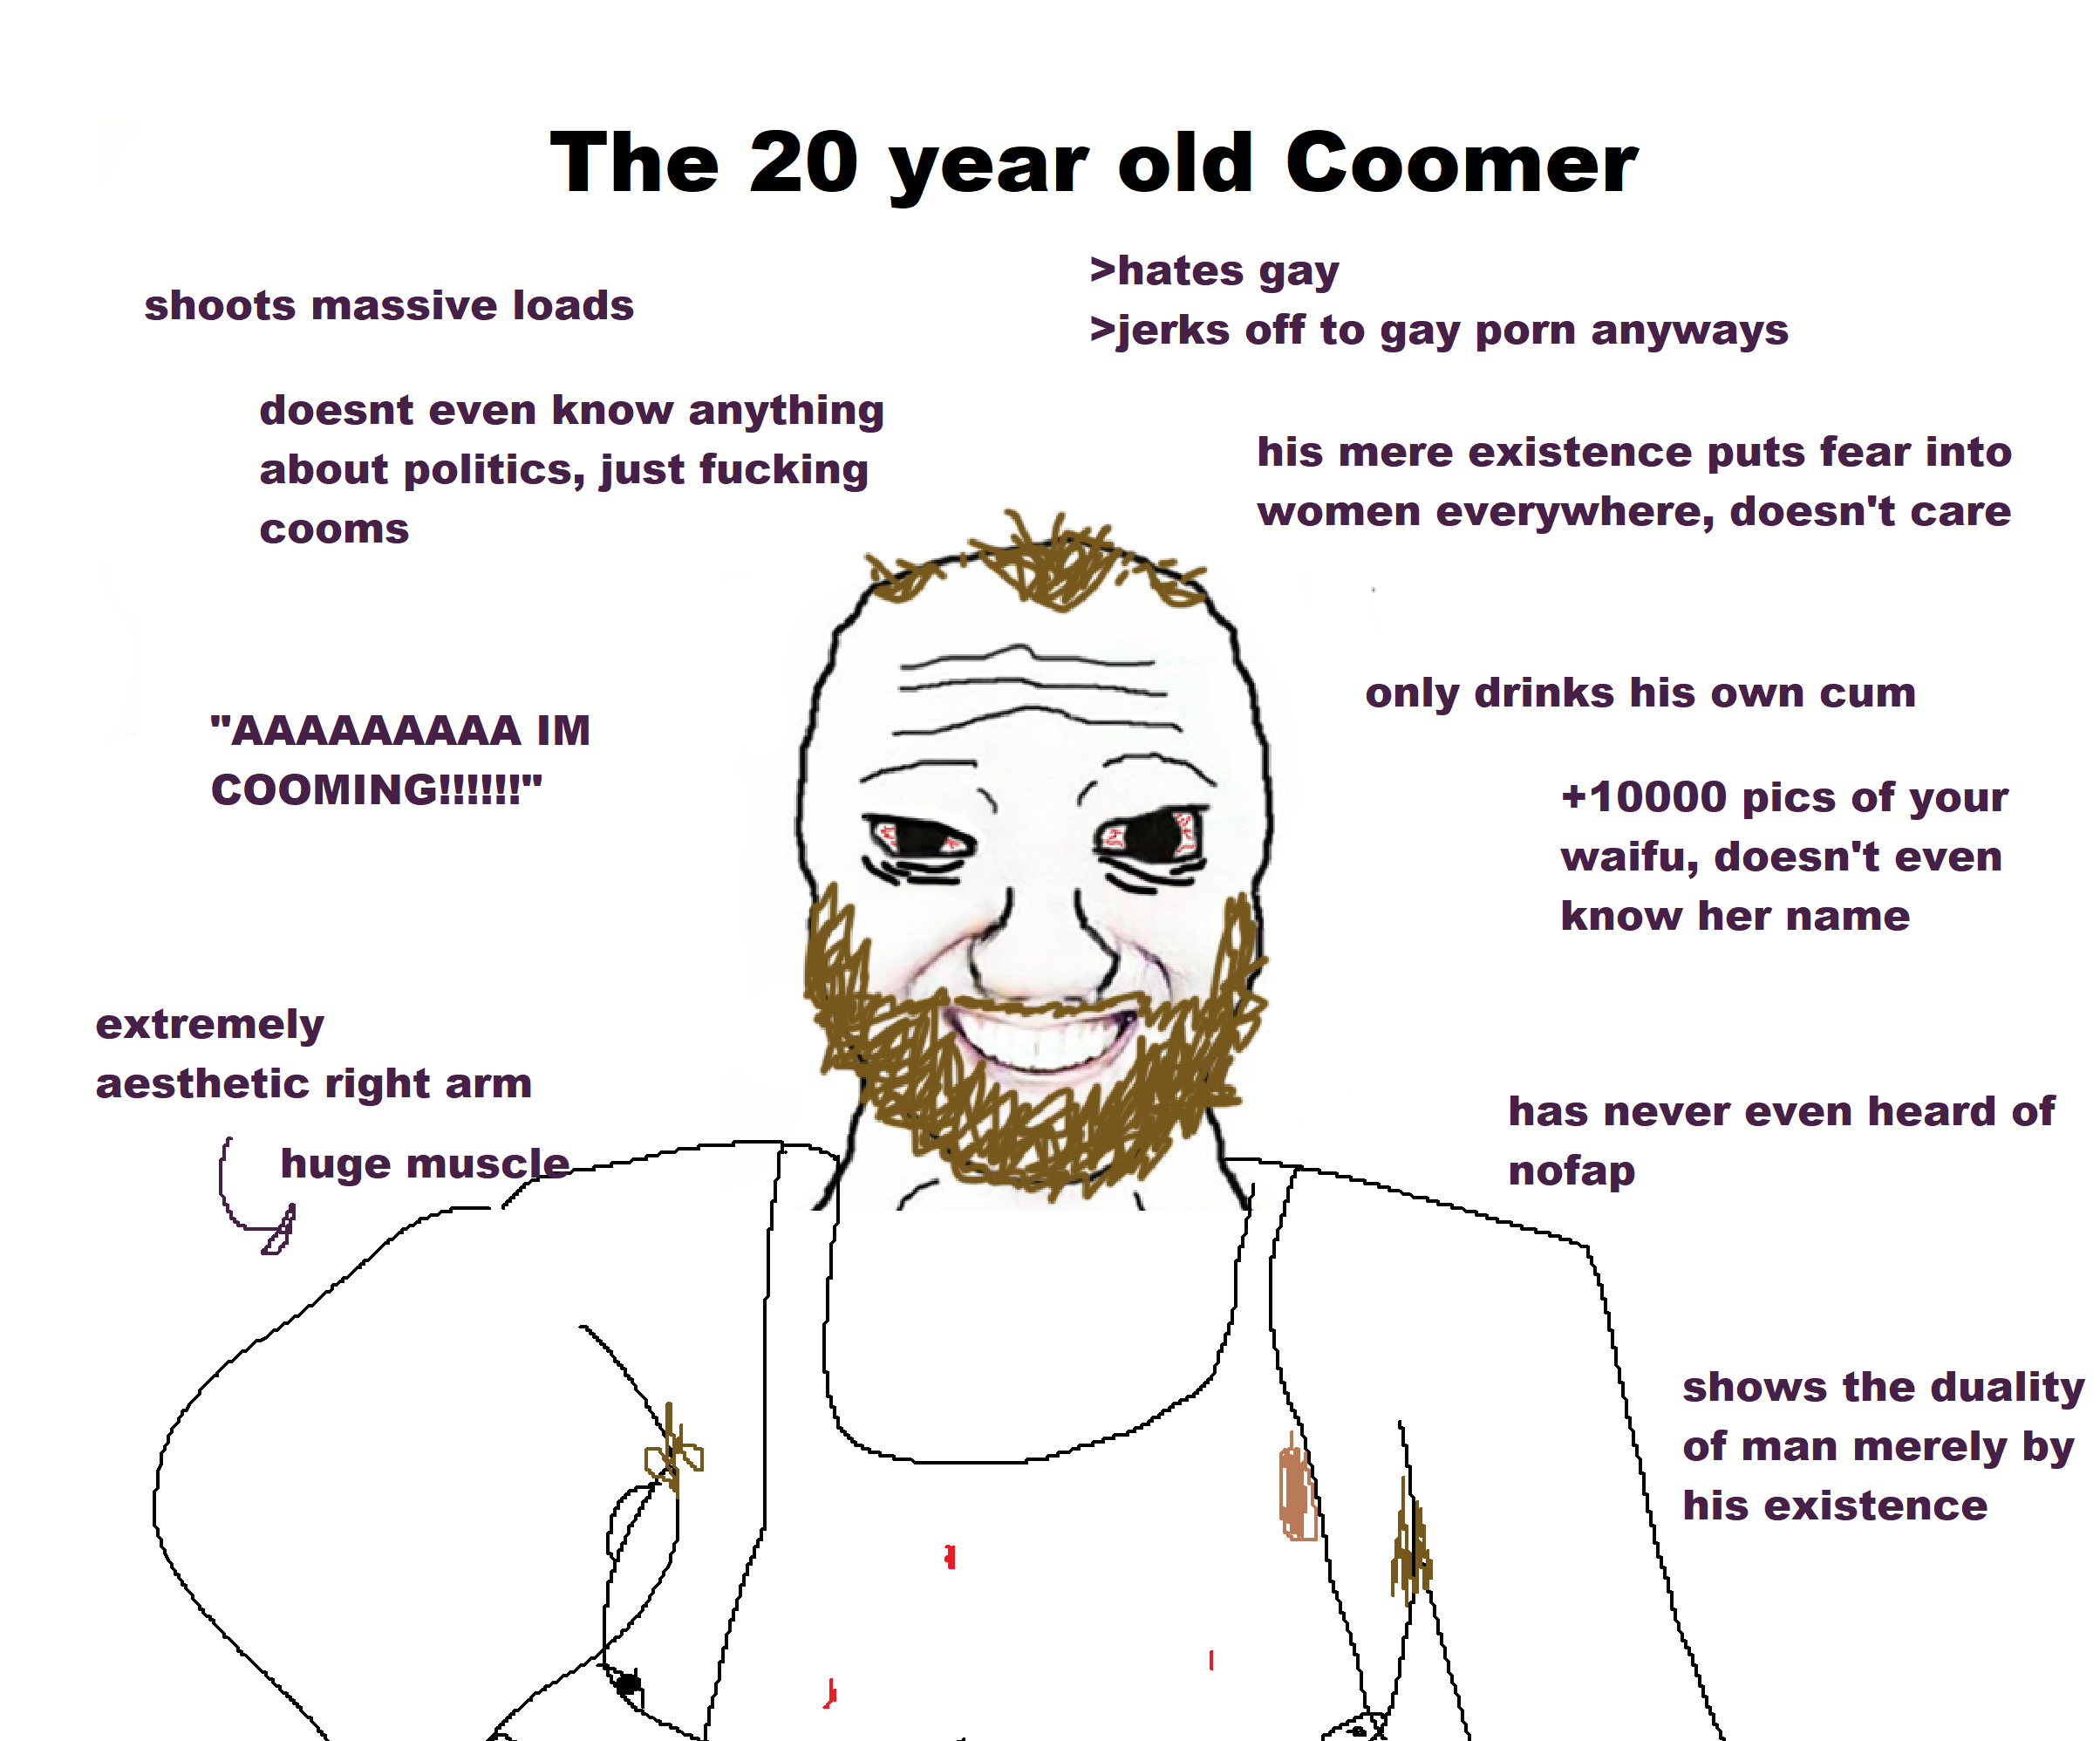 The 20 year old Coomer
shoots massive loads
>hates gay
>jerks off to gay porn anyways
doesnt even know anything
about politics, just fucking
cooms
his mere existence puts fear into
women everywhere, doesn't care
"AAAAAAAAA IM
COOMING!!!!!!"
only drinks his own cum
+10000 pics of your
waifu, doesn't even
know her name
extremely
aesthetic right arm
huge muscle
has never even heard of
nofap
shows the duality
of man merely by
his existence